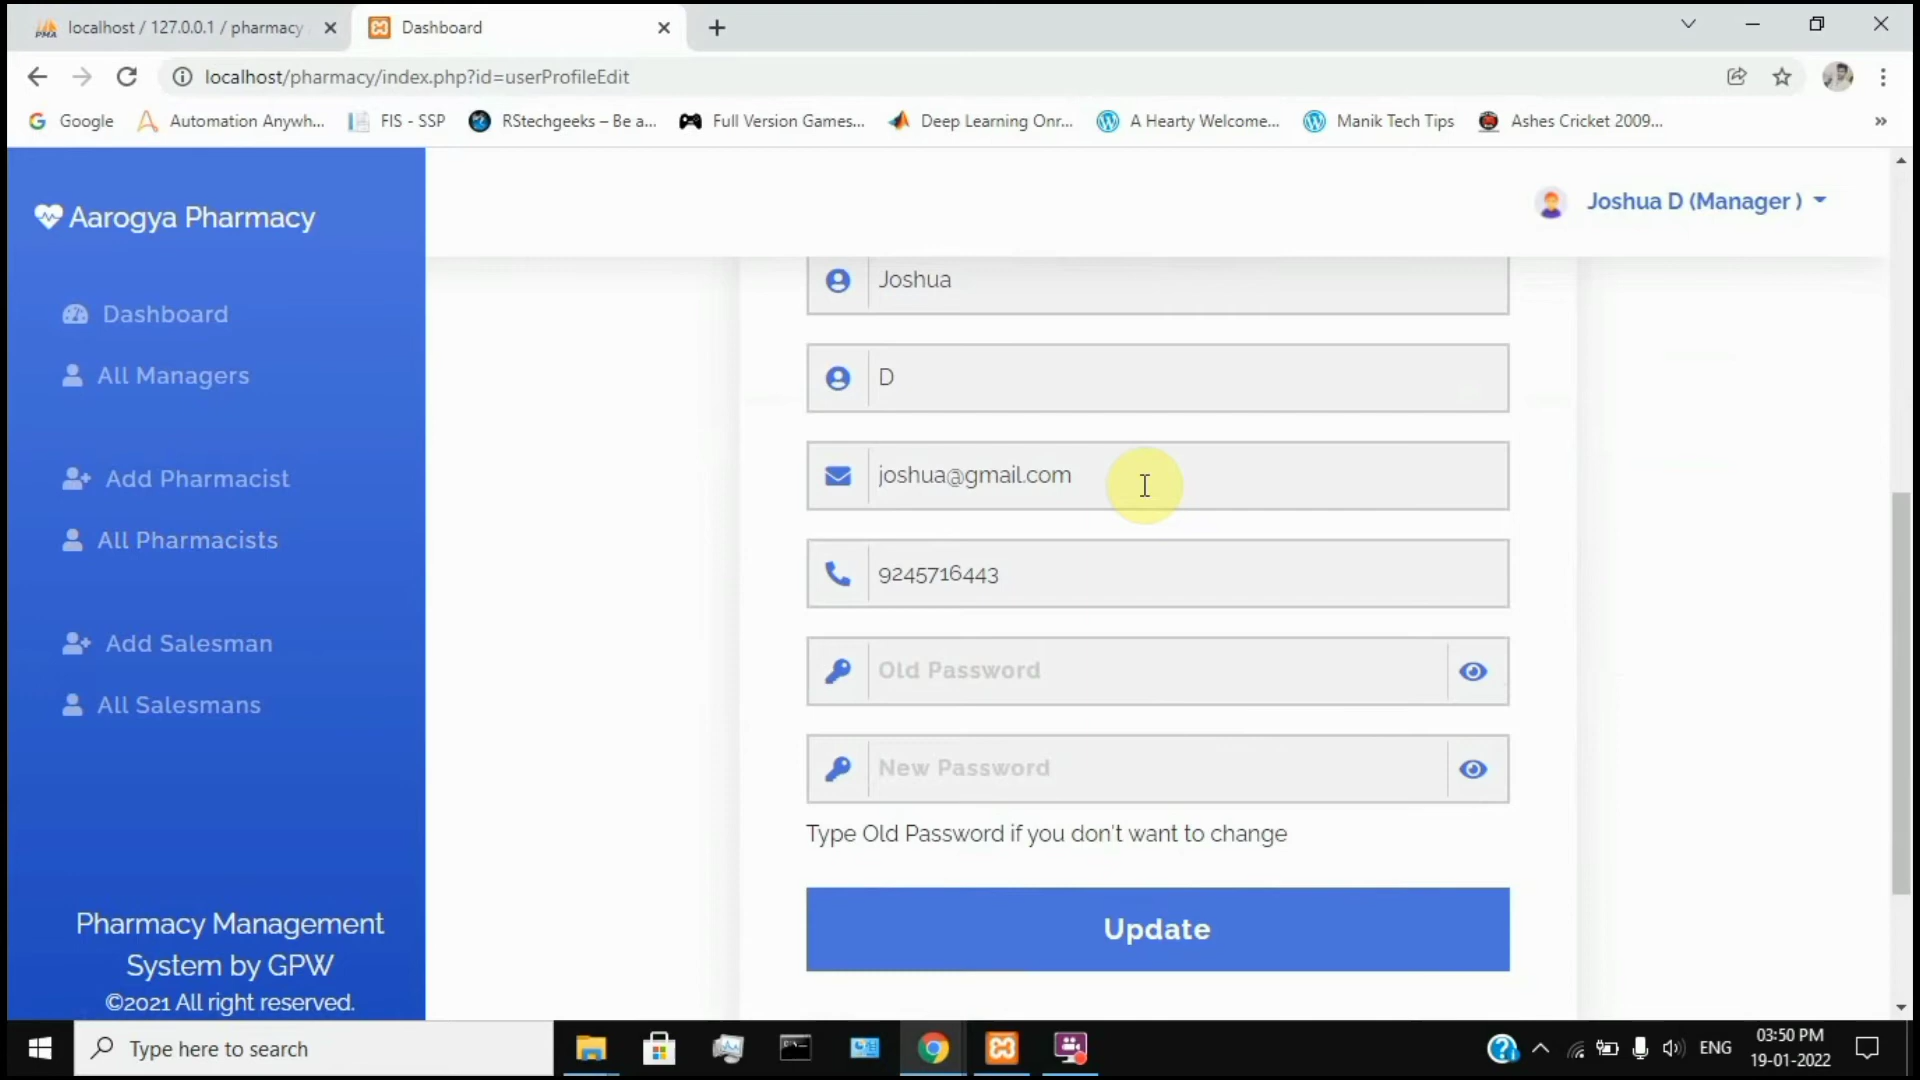 localhost / 127.0.0.1 / pharmacy
Dashboard
localhost/pharmacy/index.php?id=userProfileEdit
Google
Automation Anywh...
FIS - SSP
RStechgeeks – Be a...
Full Version Games...
Deep Learning Onr...
A Hearty Welcome...
Manik Tech Tips
Ashes Cricket 2009...
»
Aarogya Pharmacy
Joshua D (Manager )
Dashboard
All Managers
Add Pharmacist
All Pharmacists
Add Salesman
All Salesmans
Pharmacy Management
System by GPW
©2021 All right reserved.
Joshua
D
joshua@gmail.com
9245716443
Old Password
New Password
Type Old Password if you don't want to change
Update
Type here to search
ENG
03:50 PM
19-01-2022